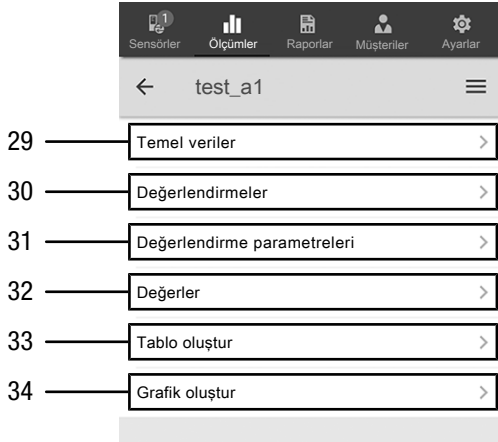 1
Sensörler Ölçümler Raporlar Müşteriler Ayarlar
test_a1
29 Temel veriler
30 Değerlendirmeler
31 Değerlendirme parametreleri
32 Değerler
33 Tablo oluştur
34 Grafik oluştur